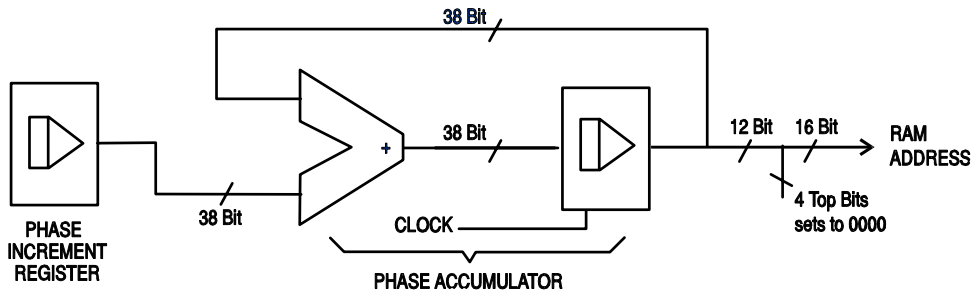 38 Bit
38 Bit
12 Bit
16 Bit
RAM
ADDRESS
+
38 Bit
4 Top Bits
sets to 0000
CLOCK
PHASE
INCREMENT
REGISTER
PHASE ACCUMULATOR